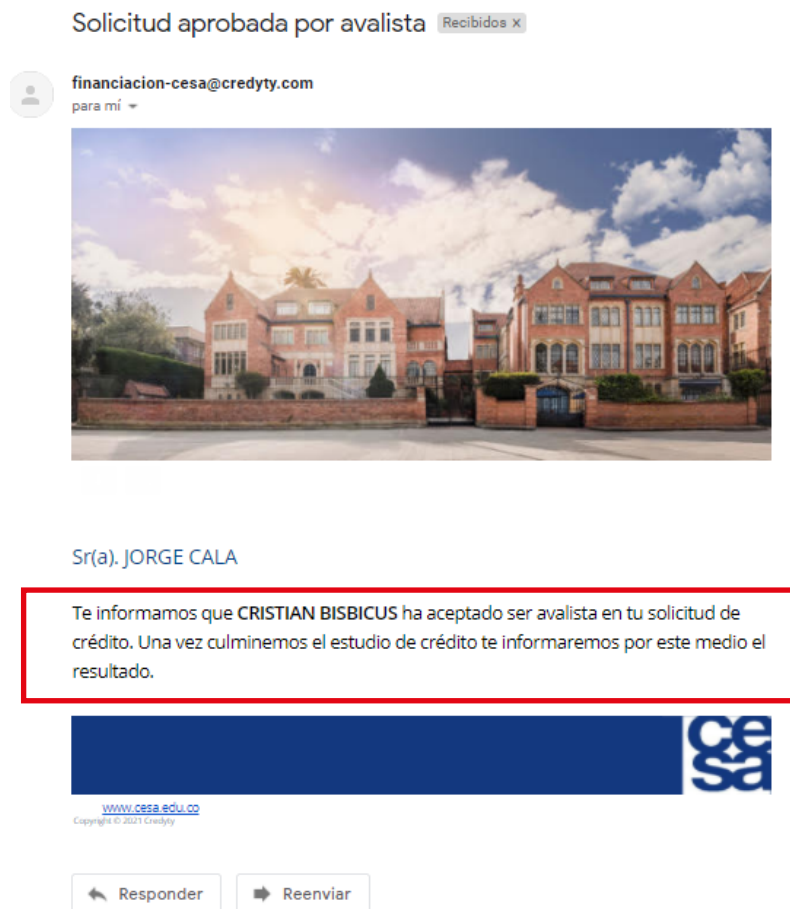 Solicitud aprobada por avalista Recibidos x
financiacion-cesa@credyty.com
para mí
Sr(a). JORGE CALA
Te informamos que CRISTIAN BISBICUS ha aceptado ser avalista en tu solicitud de
crédito. Una vez culminemos el estudio de crédito te informaremos por este medio el
resultado.
ce
sa
www.cesa.edu.co
Copyright © 2021 Credyty
Responder Reenviar